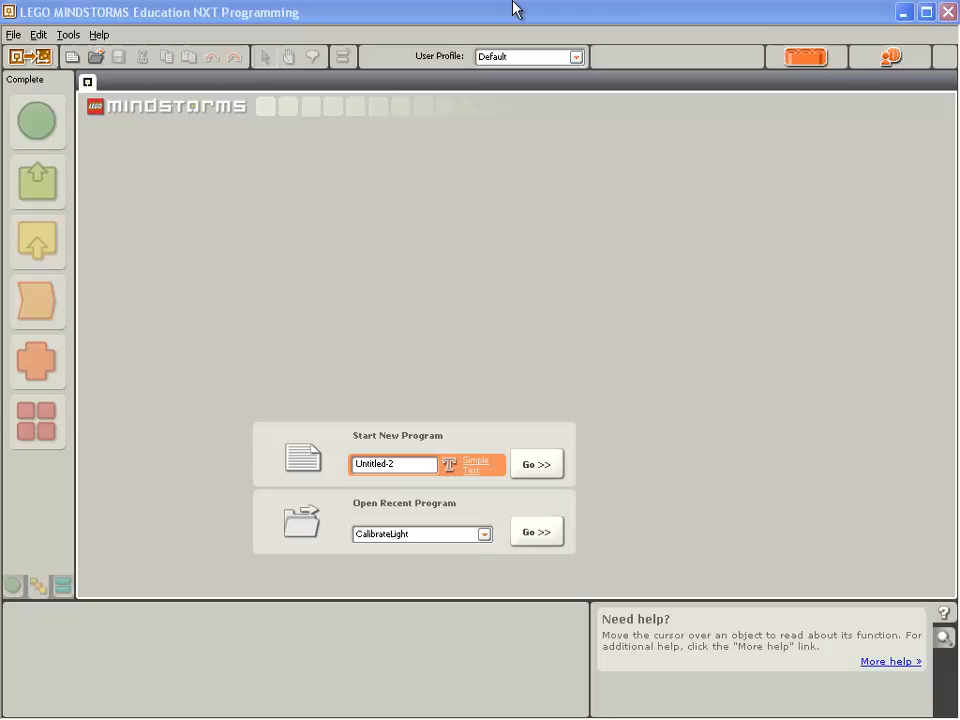 LEGO MINDSTORMS Education NXT Programming
File Edit Tools Help
User Profile: Default
Complete
LEGO mindstorms
Start New Program
Untitled-2
T Simple
Text
Go >>
Open Recent Program
CalibrateLight
Go >>
Need help?
Move the cursor over an object to read about its function. For
additional help, click the "More help" link.
More help »
?